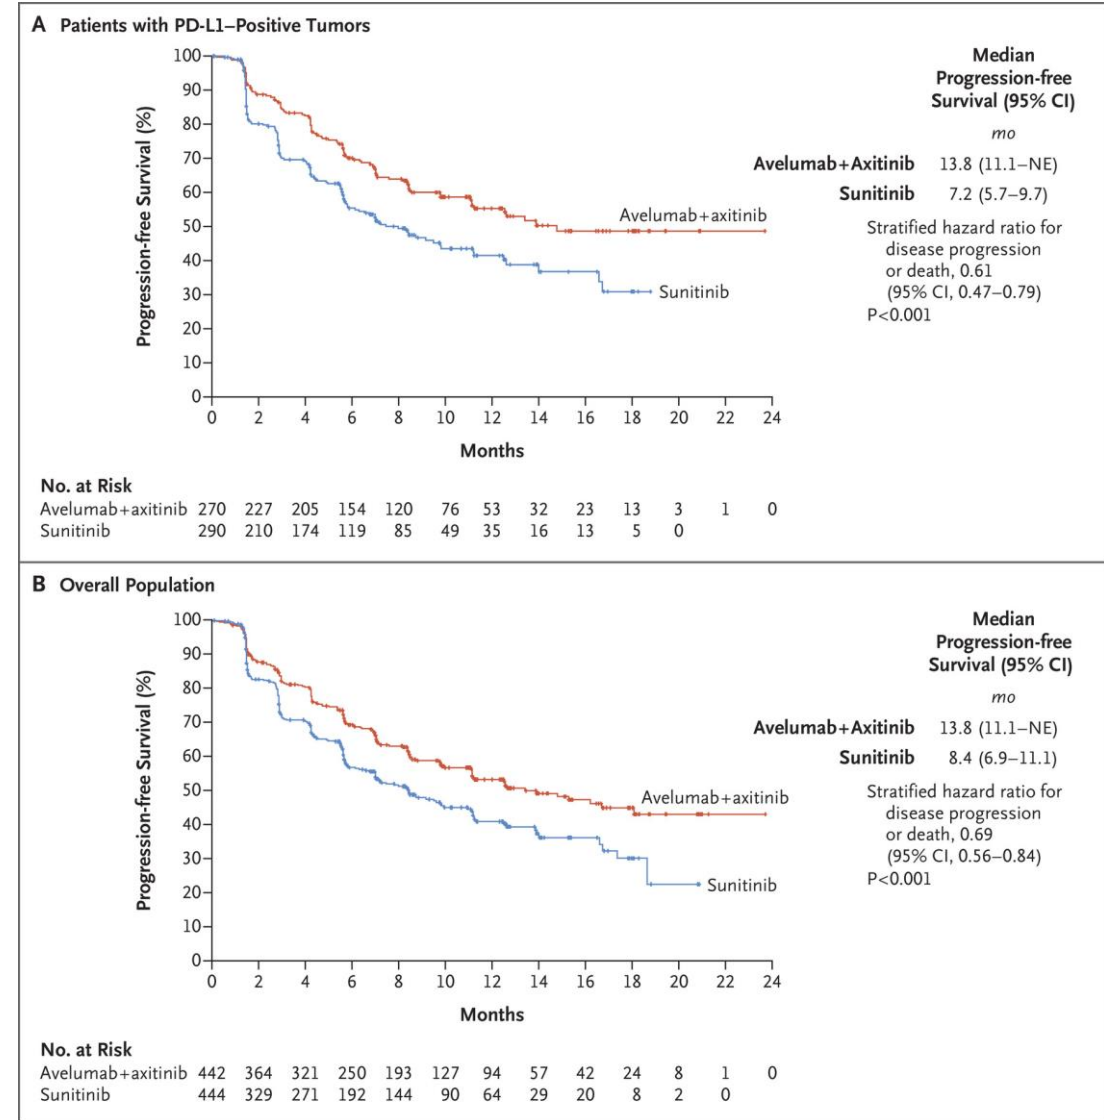 A Patients with PD-L1–Positive Tumors
Progression-free Survival (%)
100
90
80
70
60
50
40
30
20
10
0
0 2 4 6 8 10 12 14 16 18 20 22 24
Months
Avelumab+axitinib
Sunitinib
Median
Progression-free
Survival (95% CI)
mo
Avelumab+Axitinib 13.8 (11.1–NE)
Sunitinib 7.2 (5.7–9.7)
Stratified hazard ratio for
disease progression
or death, 0.61
(95% CI, 0.47–0.79)
P<0.001
No. at Risk
Avelumab+axitinib 270 227 205 154 120 76 53 32 23 13 3 1 0
Sunitinib 290 210 174 119 85 49 35 16 13 5 0
B Overall Population
Progression-free Survival (%)
100
90
80
70
60
50
40
30
20
10
0
0 2 4 6 8 10 12 14 16 18 20 22 24
Months
Avelumab+axitinib
Sunitinib
Median
Progression-free
Survival (95% CI)
mo
Avelumab+Axitinib 13.8 (11.1–NE)
Sunitinib 8.4 (6.9–11.1)
Stratified hazard ratio for
disease progression
or death, 0.69
(95% CI, 0.56–0.84)
P<0.001
No. at Risk
Avelumab+axitinib 442 364 321 250 193 127 94 57 42 24 8 1 0
Sunitinib 444 329 271 192 144 90 64 29 20 8 2 0